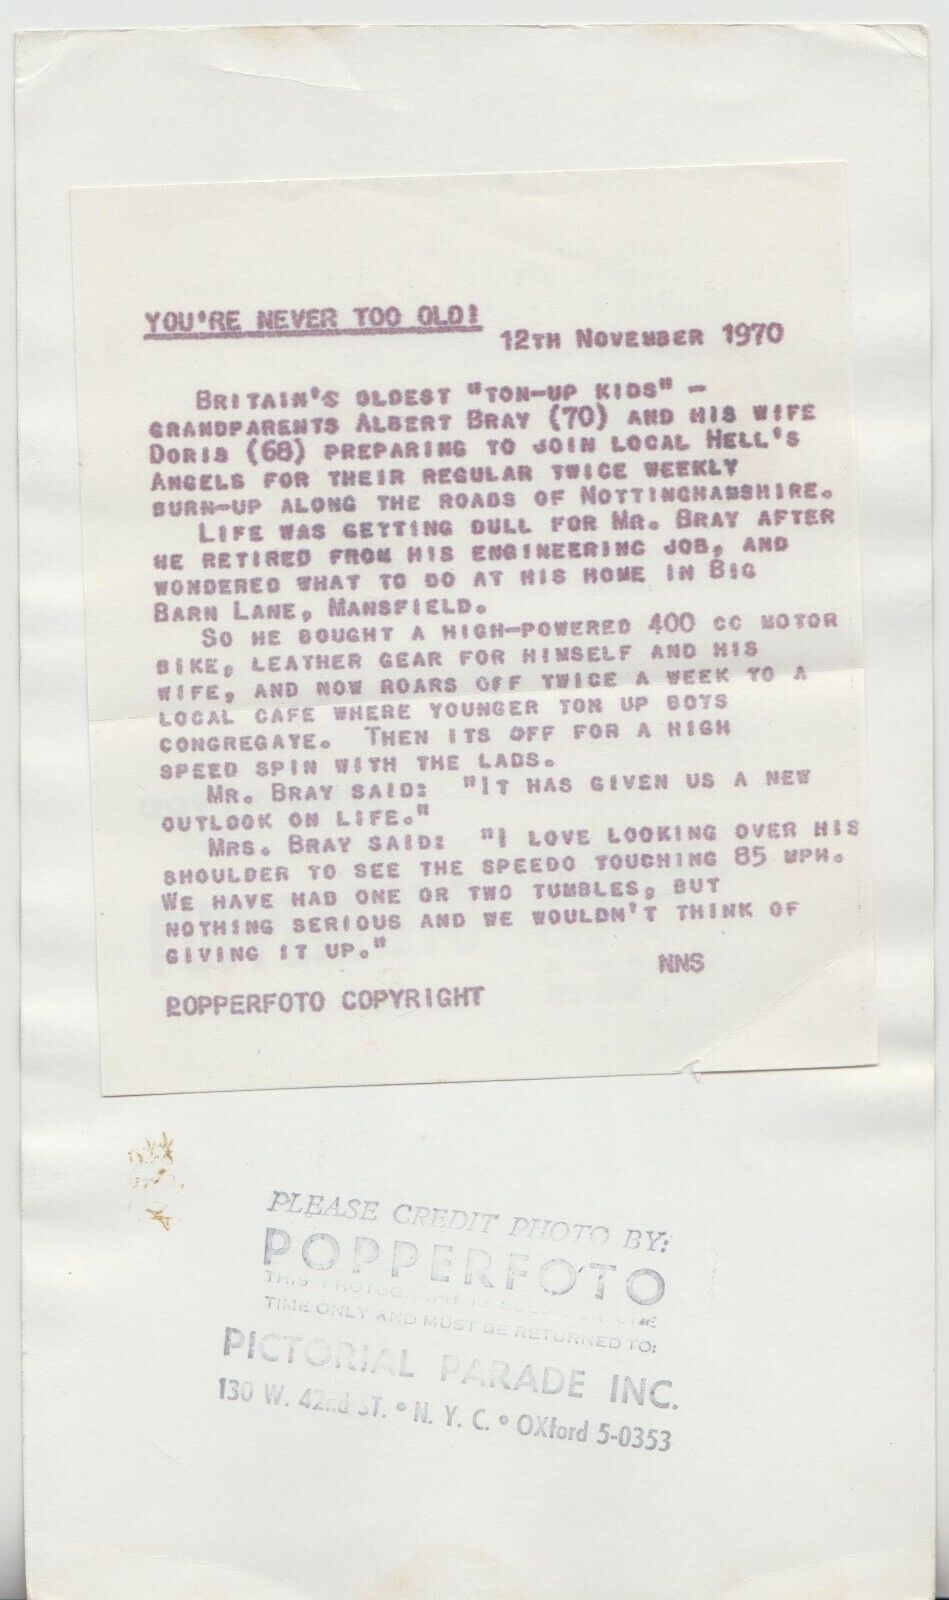 YOU'RE NEVER TOO OLD!
12TH NOVEMBER 1970
BRITAIN'S OLDEST "TON-UP KIDS" -
GRANDPARENTS ALBERT BRAY (70) AND HIS WIFE
DORIS (68) PREPARING TO JOIN LOCAL HELL'S
ANGELS FOR THEIR REGULAR TWICE WEEKLY
BURN-UP ALONG THE ROADS OF NOTTINGHAMSHIRE.
LIFE WAS GETTING DULL FOR MR. BRAY AFTER
HE RETIRED FROM HIS ENGINEERING JOB, AND
WONDERED WHAT TO DO AT HIS HOME IN BIG
BARN LANE, MANSFIELD.
SO HE BOUGHT A HIGH-POWERED 400 CC MOTOR
BIKE, LEATHER GEAR FOR HIMSELF AND HIS
WIFE, AND NOW ROARS OFF TWICE A WEEK TO A
LOCAL CAFE WHERE YOUNGER TON UP BOYS
CONGREGATE. THEN ITS OFF FOR A HIGH
SPEED SPIN WITH THE LADS.
MR. BRAY SAID: "IT HAS GIVEN US A NEW
OUTLOOK ON LIFE."
MRS. BRAY SAID: "I LOVE LOOKING OVER HIS
SHOULDER TO SEE THE SPEEDO TOUCHING 85 MPH.
WE HAVE HAD ONE OR TWO TUMBLES, BUT
NOTHING SERIOUS AND WE WOULDN'T THINK OF
GIVING IT UP."
NNS
POPPERFOTO COPYRIGHT
PLEASE CREDIT PHOTO BY:
POPPERFOTO
THIS PHOTOGRAPH IS
TIME ONLY AND MUST BE RETURNED TO:
PICTORIAL PARADE INC.
130 W. 42nd ST. • N. Y. C. • OXford 5-0353